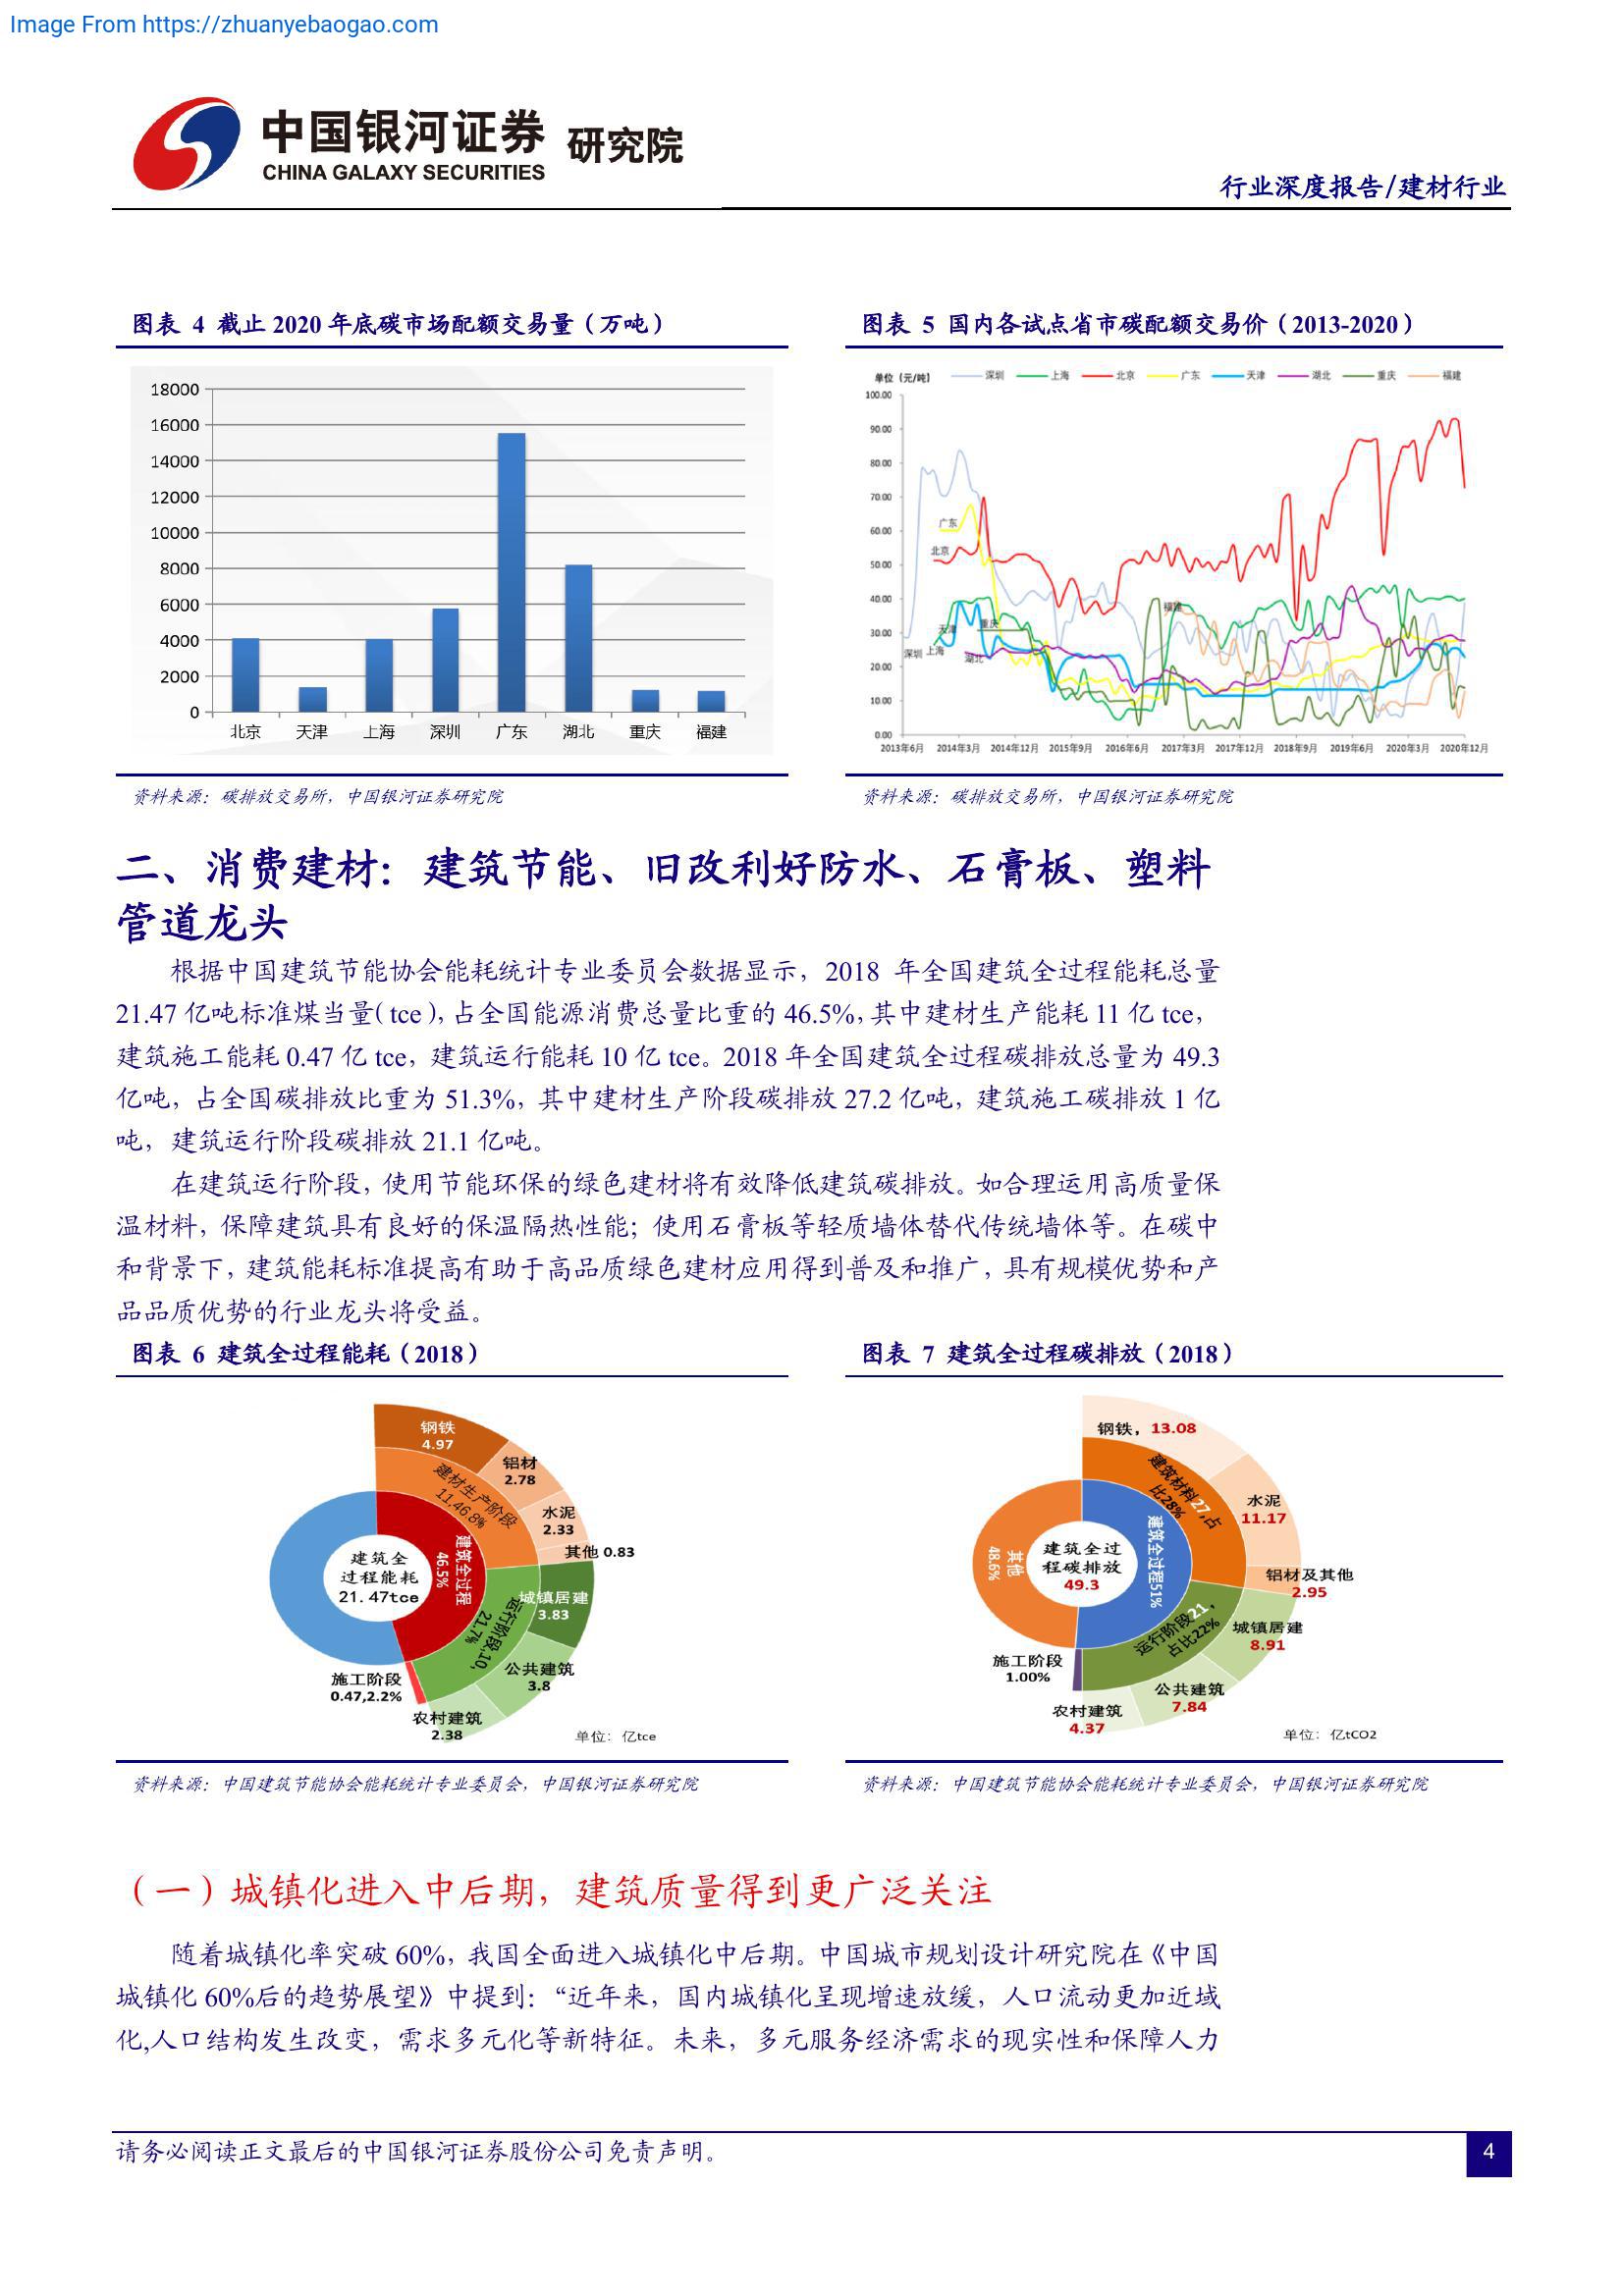 Image From https://zhuanyebaogao.com
中国银河证券 研究院
CHINA GALAXY SECURITIES
行业深度报告/建材行业
图表 4 截止 2020 年底碳市场配额交易量（万吨）
18000
16000
14000
12000
10000
8000
6000
4000
2000
0
北京 天津 上海 深圳 广东 湖北 重庆 福建
资料来源：碳排放交易所，中国银河证券研究院
图表 5 国内各试点省市碳配额交易价（2013-2020）
单位（元/吨） 深圳 上海 北京 广东 天津 湖北 重庆 福建
100.00
90.00
80.00
70.00
60.00
50.00
40.00
30.00
20.00
10.00
0.00
广东
北京
福建
天津
重庆
深圳
上海
湖北
2013年6月 2014年3月 2014年12月 2015年9月 2016年6月 2017年3月 2017年12月 2018年9月 2019年6月 2020年3月 2020年12月
资料来源：碳排放交易所，中国银河证券研究院
二、消费建材：建筑节能、旧改利好防水、石膏板、塑料
管道龙头
根据中国建筑节能协会能耗统计专业委员会数据显示，2018 年全国建筑全过程能耗总量
21.47 亿吨标准煤当量（tce），占全国能源消费总量比重的 46.5%，其中建材生产能耗 11 亿 tce，
建筑施工能耗 0.47 亿 tce，建筑运行能耗 10 亿 tce。2018 年全国建筑全过程碳排放总量为 49.3
亿吨，占全国碳排放比重为 51.3%，其中建材生产阶段碳排放 27.2 亿吨，建筑施工碳排放 1 亿
吨，建筑运行阶段碳排放 21.1 亿吨。
在建筑运行阶段，使用节能环保的绿色建材将有效降低建筑碳排放。如合理运用高质量保
温材料，保障建筑具有良好的保温隔热性能；使用石膏板等轻质墙体替代传统墙体等。在碳中
和背景下，建筑能耗标准提高有助于高品质绿色建材应用得到普及和推广，具有规模优势和产
品品质优势的行业龙头将受益。
图表 6 建筑全过程能耗（2018）
钢铁
4.97
铝材
2.78
水泥
2.33
其他 0.83
建材生产阶段
11,46.8%
建筑全过程
46.5%
建筑全
过程能耗
21.47tce
城镇居建
3.83
运行阶段,10,
21.7%
公共建筑
3.8
施工阶段
0.47,2.2%
农村建筑
2.38
单位：亿tce
资料来源：中国建筑节能协会能耗统计专业委员会，中国银河证券研究院
图表 7 建筑全过程碳排放（2018）
钢铁，13.08
建筑材料27,占
比28%
水泥
11.17
建筑全过程51%
其他
48.6%
建筑全过
程碳排放
49.3
铝材及其他
2.95
运行阶段21，
占比22%
城镇居建
8.91
施工阶段
1.00%
公共建筑
7.84
农村建筑
4.37
单位：亿tCO2
资料来源：中国建筑节能协会能耗统计专业委员会，中国银河证券研究院
（一）城镇化进入中后期，建筑质量得到更广泛关注
随着城镇化率突破 60%，我国全面进入城镇化中后期。中国城市规划设计研究院在《中国
城镇化 60%后的趋势展望》中提到：“近年来，国内城镇化呈现增速放缓，人口流动更加近域
化,人口结构发生改变，需求多元化等新特征。未来，多元服务经济需求的现实性和保障人力
请务必阅读正文最后的中国银河证券股份公司免责声明。
4